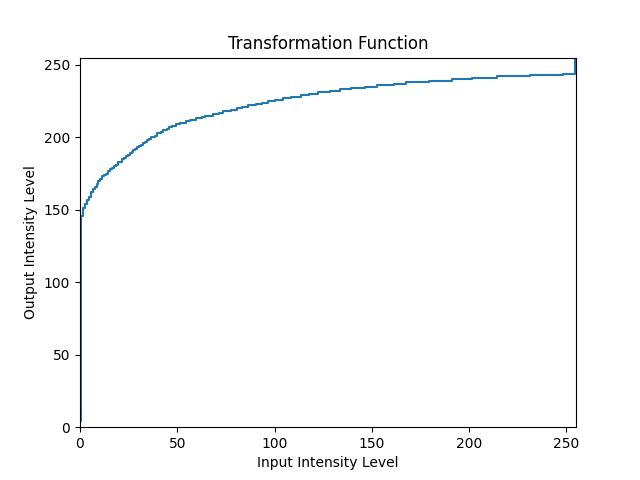 Transformation Function
250
200
150
100
50
0
Output Intensity Level
0 50 100 150 200 250
Input Intensity Level